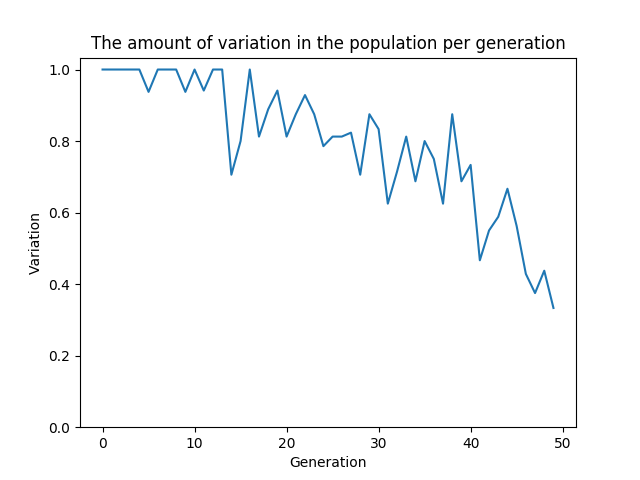 The amount of variation in the population per generation
1.0
0.8
0.6
0.4
0.2
0.0
Variation
0 10 20 30 40 50
Generation